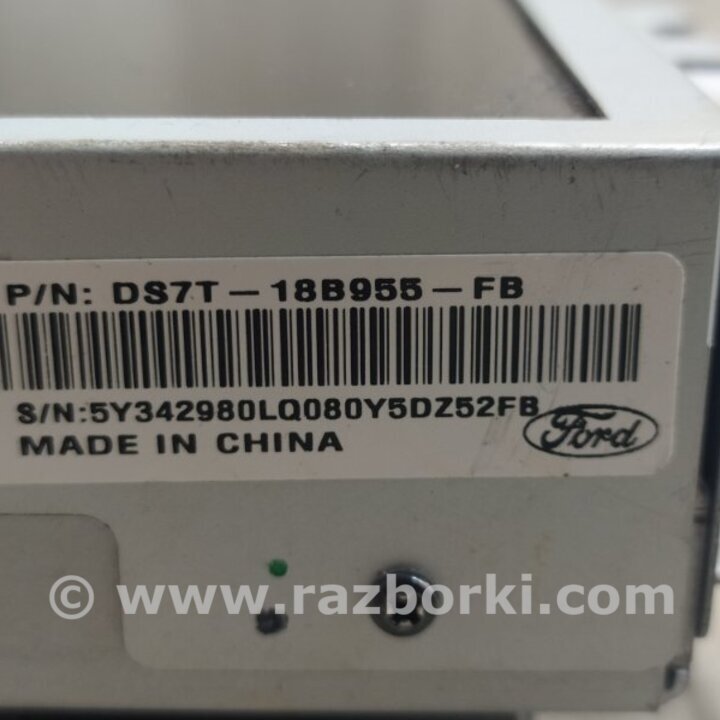 P/N: DS7T-18B955-FB
S/N:5Y342980LQ080Y5DZ52FB
Ford
MADE IN CHINA
© www.razborki.com